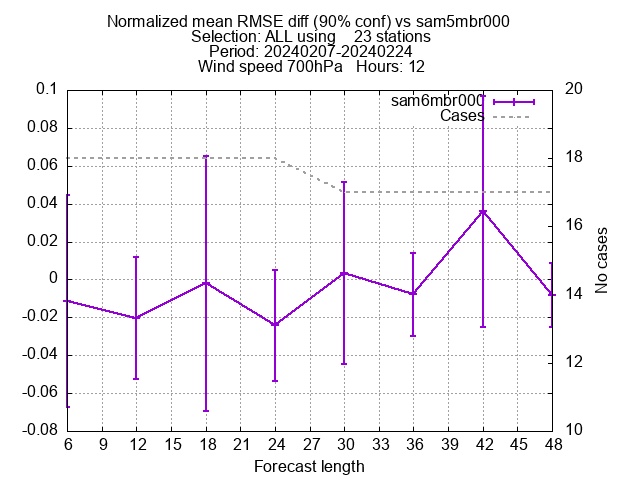 Normalized mean RMSE diff (90% conf) vs sam5mbr000
Selection: ALL using    23 stations
Period: 20240207-20240224
Wind speed 700hPa   Hours: 12
0.1
0.08
0.06
0.04
0.02
0
-0.02
-0.04
-0.06
-0.08
sam6mbr000
Cases
20
18
16
14
12
10
No cases
6 9 12 15 18 21 24 27 30 33 36 39 42 45 48
Forecast length